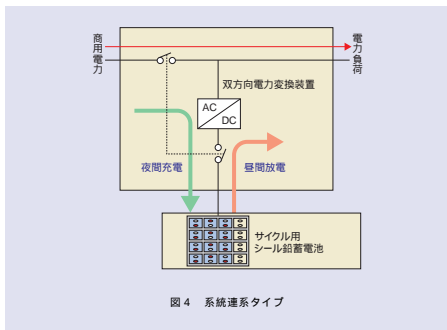 商用電力
電力負荷
双方向電力変換装置
AC
DC
夜間充電
昼間放電
サイクル用
シール鉛蓄電池
図4 系統連系タイプ